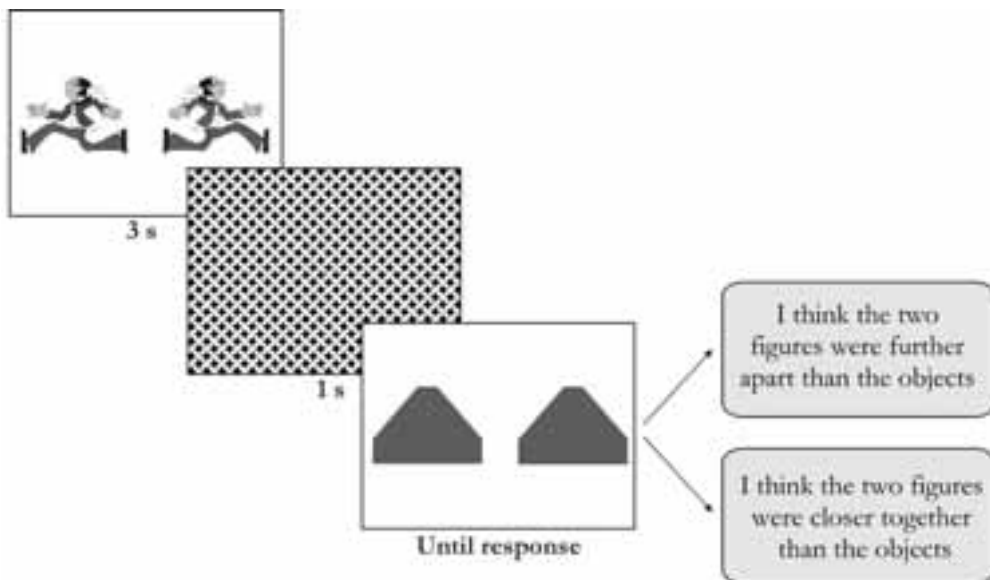 3 s
1 s
Until response
I think the two
figures were further
apart than the objects
I think the two figures
were closer together
than the objects